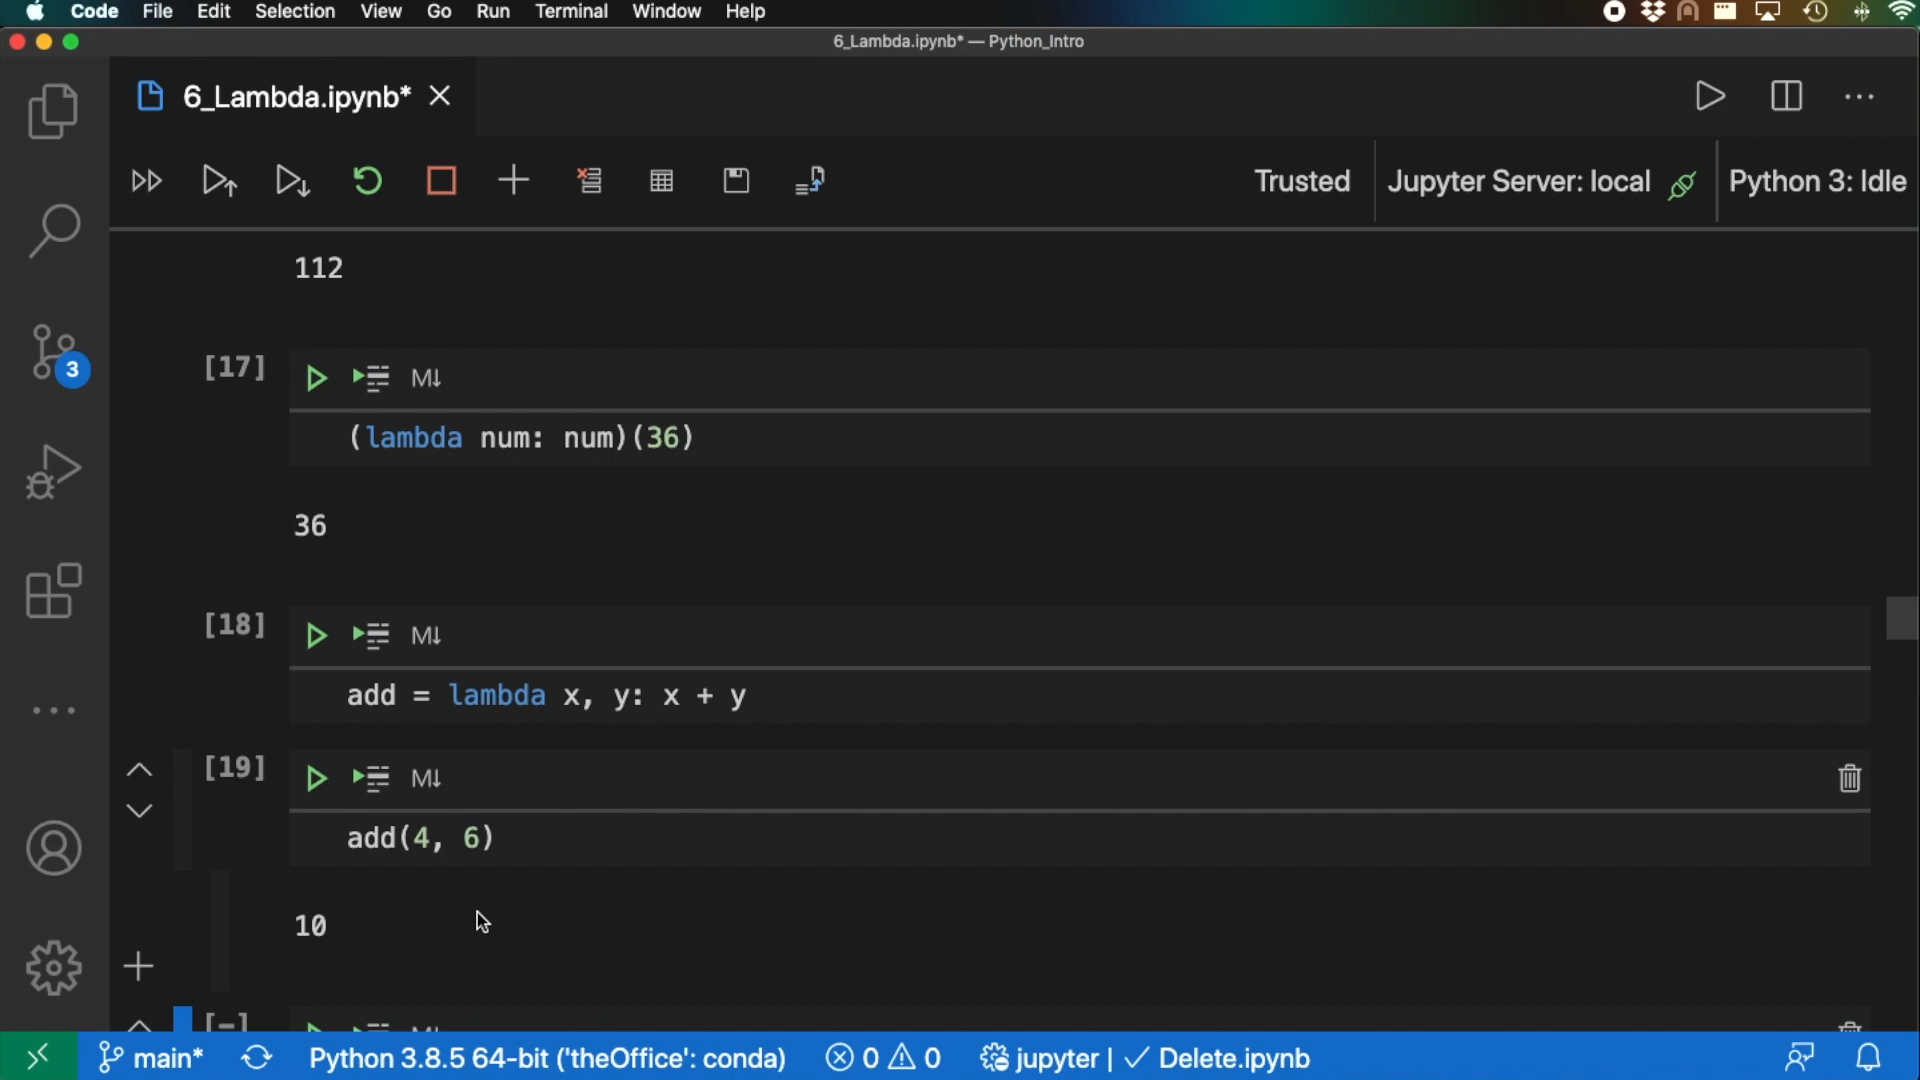 Code File Edit Selection View Go Run Terminal Window Help
6_Lambda.ipynb* — Python_Intro
6_Lambda.ipynb*
Trusted Jupyter Server: local Python 3: Idle
112
3
[17] M↓
(lambda num: num)(36)
36
[18] M↓
add = lambda x, y: x + y
[19] M↓
add(4, 6)
10
[-] M↓
main* Python 3.8.5 64-bit ('theOffice': conda) 0 0 jupyter | ✓ Delete.ipynb